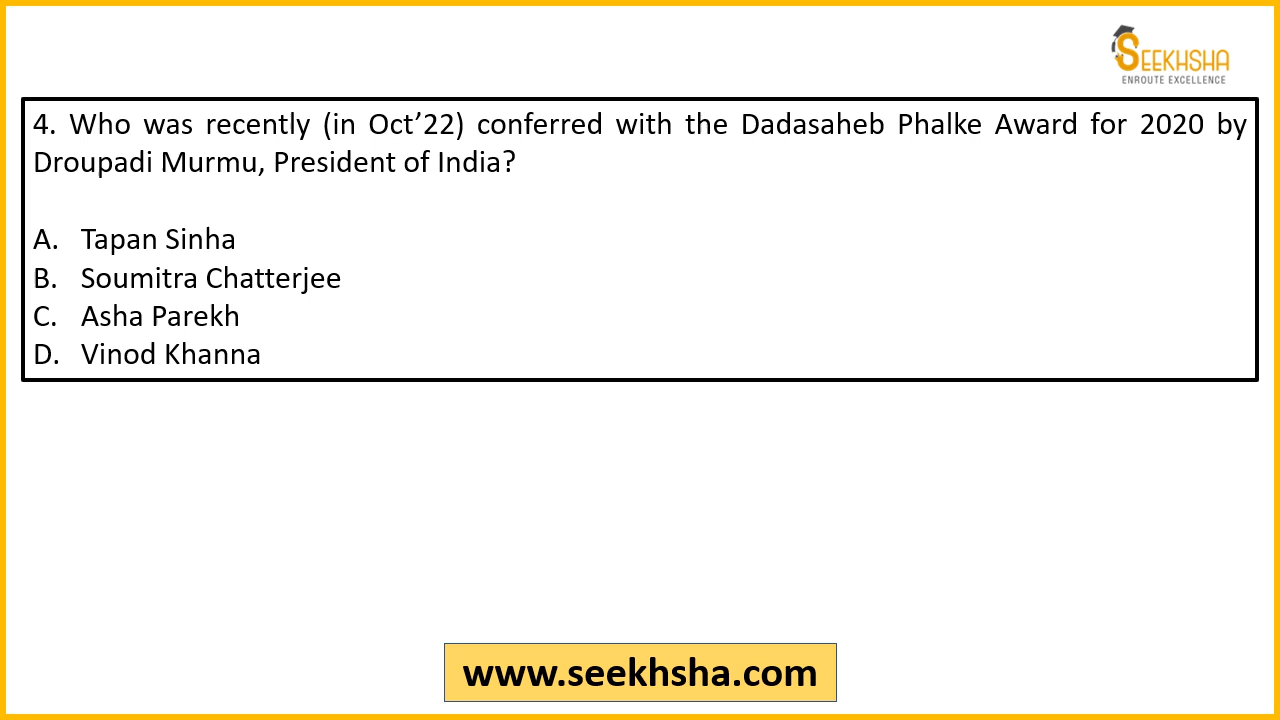 SEEKHSHA
ENROUTE EXCELLENCE
4. Who was recently (in Oct’22) conferred with the Dadasaheb Phalke Award for 2020 by
Droupadi Murmu, President of India?
A. Tapan Sinha
B. Soumitra Chatterjee
C. Asha Parekh
D. Vinod Khanna
www.seekhsha.com